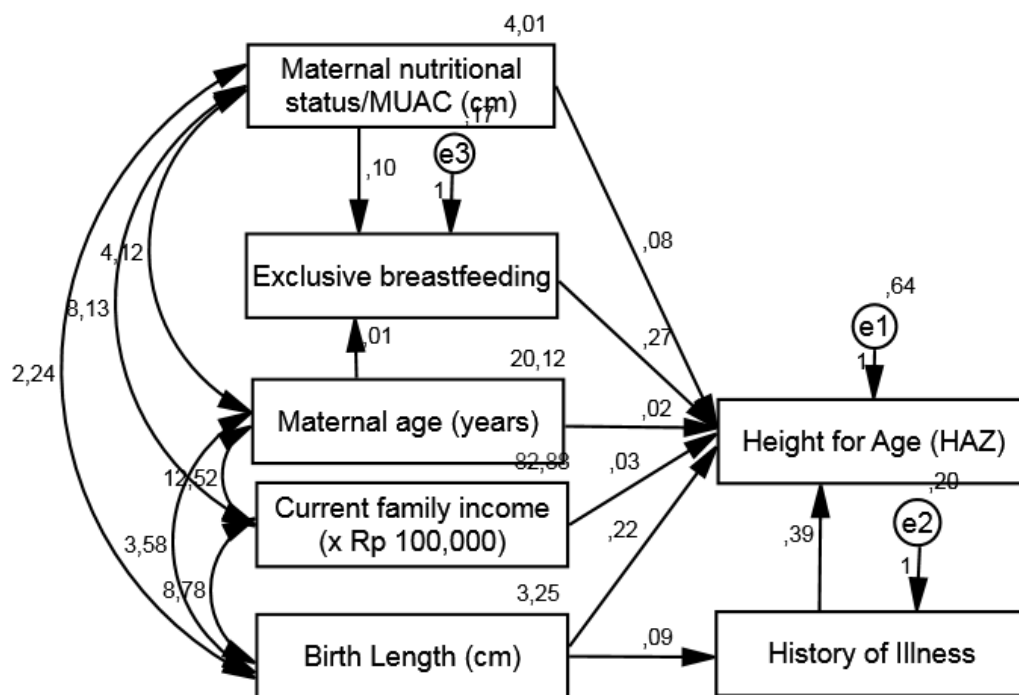 4,01
Maternal nutritional
status/MUAC (cm)
,17
e3
,10
1
,08
4,12
Exclusive breastfeeding
8,13
,64
e1
,01
,27
1
2,24
20,12
Maternal age (years)
,02
Height for Age (HAZ)
82,88
,03
12,52
,20
Current family income
(x Rp 100,000)
e2
,22
,39
3,58
1
8,78
3,25
Birth Length (cm)
,09
History of Illness